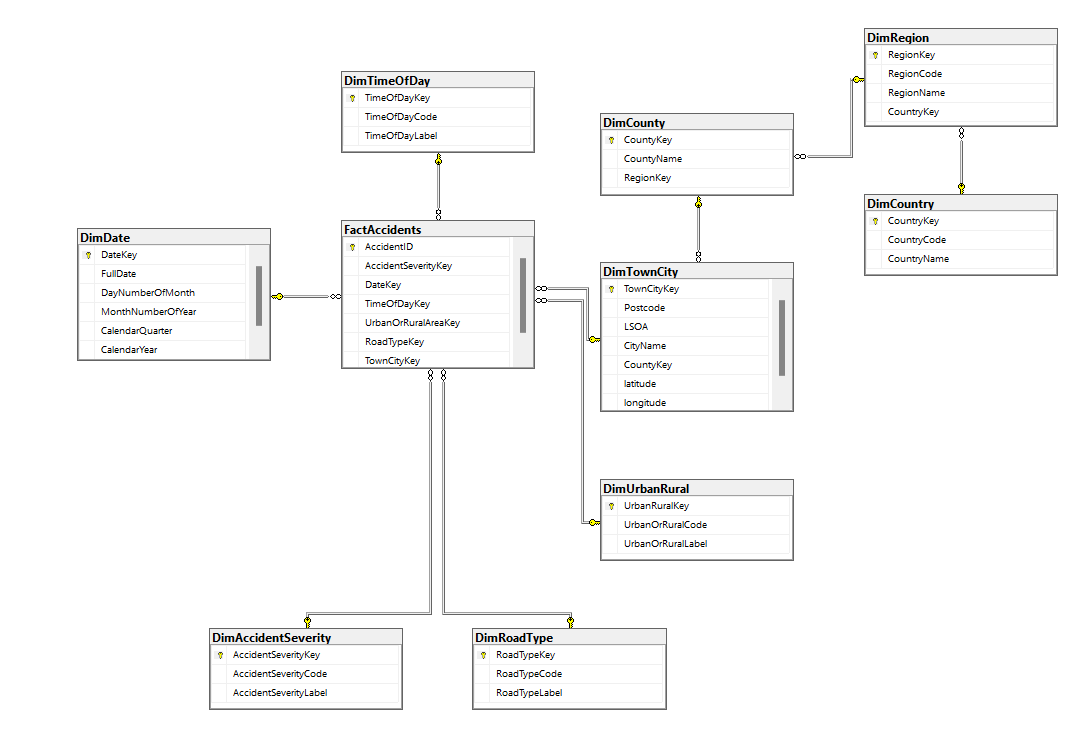 DimRegion
RegionKey
RegionCode
RegionName
CountryKey
DimTimeOfDay
TimeOfDayKey
TimeOfDayCode
TimeOfDayLabel
DimCounty
CountyKey
CountyName
RegionKey
DimCountry
CountryKey
CountryCode
CountryName
FactAccidents
AccidentID
AccidentSeverityKey
DateKey
TimeOfDayKey
UrbanOrRuralAreaKey
RoadTypeKey
TownCityKey
DimDate
DateKey
FullDate
DayNumberOfMonth
MonthNumberOfYear
CalendarQuarter
CalendarYear
DimTownCity
TownCityKey
Postcode
LSOA
CityName
CountyKey
latitude
longitude
DimUrbanRural
UrbanRuralKey
UrbanOrRuralCode
UrbanOrRuralLabel
DimAccidentSeverity
AccidentSeverityKey
AccidentSeverityCode
AccidentSeverityLabel
DimRoadType
RoadTypeKey
RoadTypeCode
RoadTypeLabel